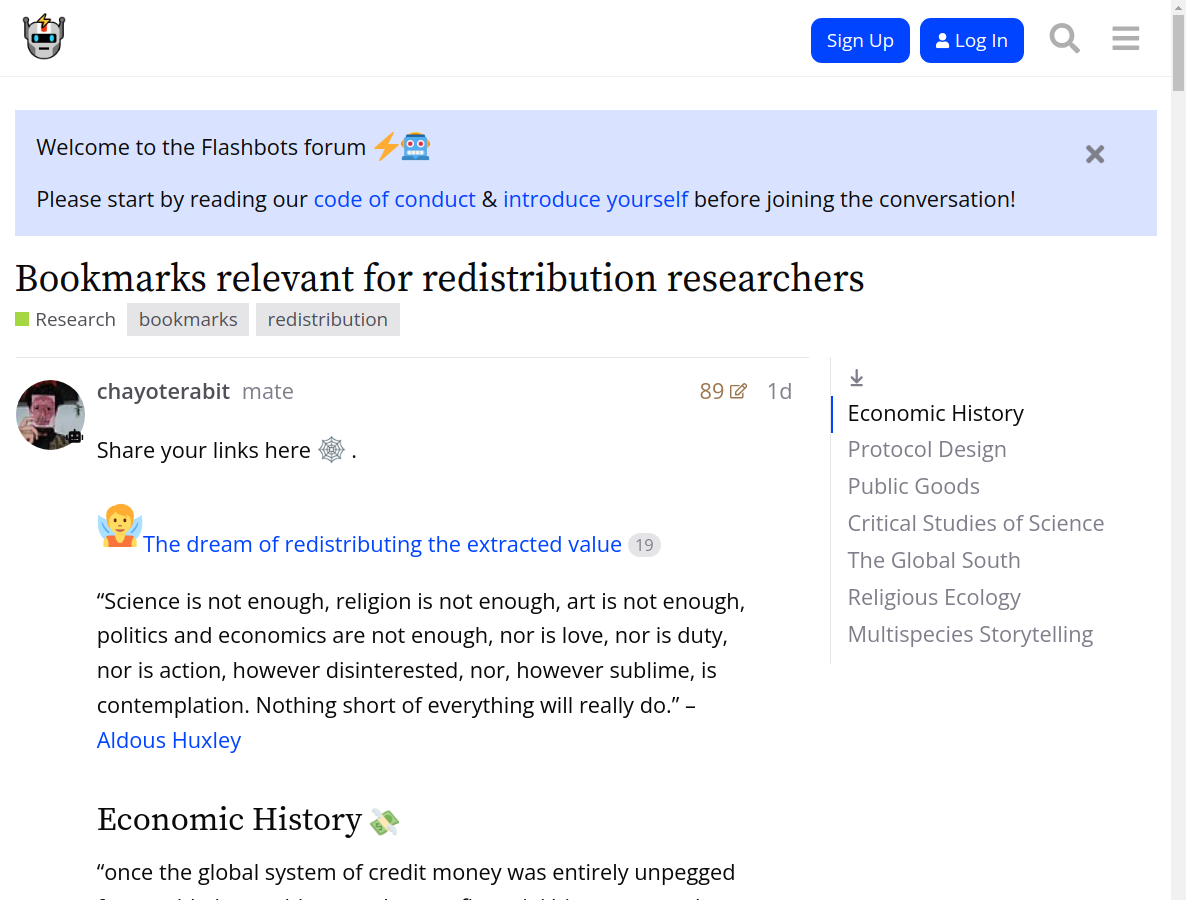 Sign Up
Log In
Welcome to the Flashbots forum
Please start by reading our code of conduct & introduce yourself before joining the conversation!
Bookmarks relevant for redistribution researchers
Research bookmarks redistribution
chayoterabit mate 89 1d
Share your links here .
The dream of redistributing the extracted value 19
“Science is not enough, religion is not enough, art is not enough,
politics and economics are not enough, nor is love, nor is duty,
nor is action, however disinterested, nor, however sublime, is
contemplation. Nothing short of everything will really do.” –
Aldous Huxley
Economic History
“once the global system of credit money was entirely unpegged
Economic History
Protocol Design
Public Goods
Critical Studies of Science
The Global South
Religious Ecology
Multispecies Storytelling